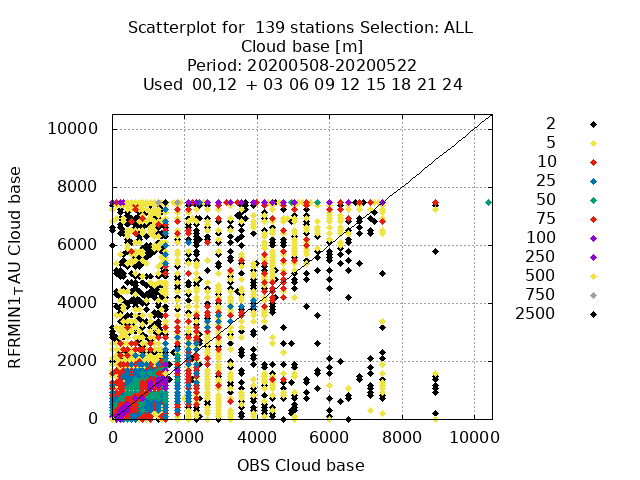 Scatterplot for  139 stations Selection: ALL
Cloud base [m]
Period: 20200508-20200522
Used  00,12  + 03 06 09 12 15 18 21 24
RFRMIN1T AU Cloud base
10000
8000
6000
4000
2000
0
0 2000 4000 6000 8000 10000
OBS Cloud base
2
5
10
25
50
75
100
250
500
750
2500